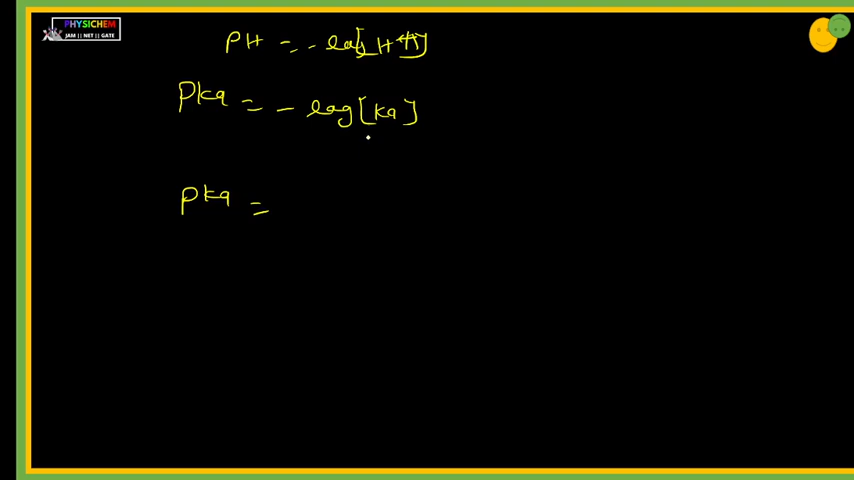 PHYSICHEM
JAM || NET || GATE
PH = - log[H+]
Pka = - log[ka]
pka =